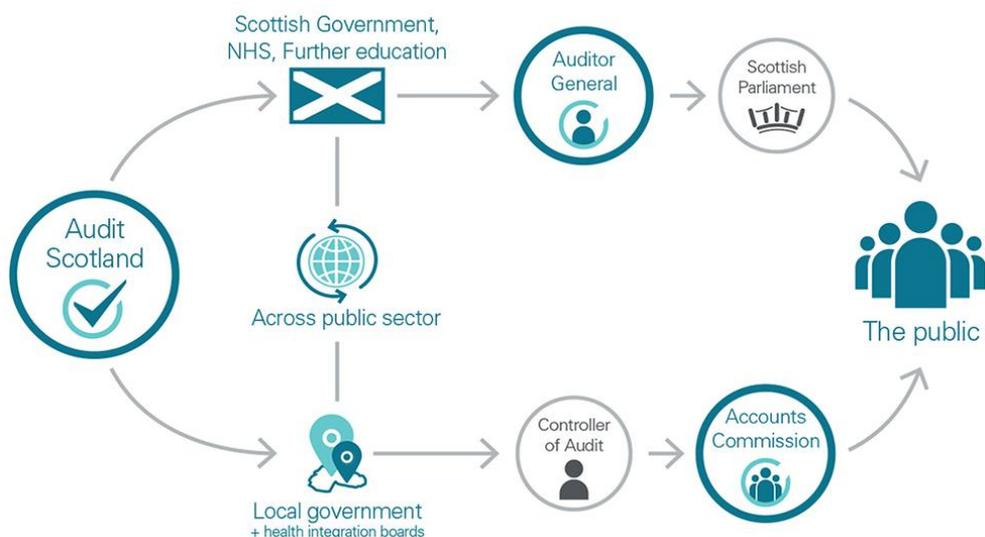 Scottish Government,
NHS, Further education
Auditor
General
Scottish
Parliament
Audit
Scotland
Across public sector
The public
Local government
+ health integration boards
Controller
of Audit
Accounts
Commission